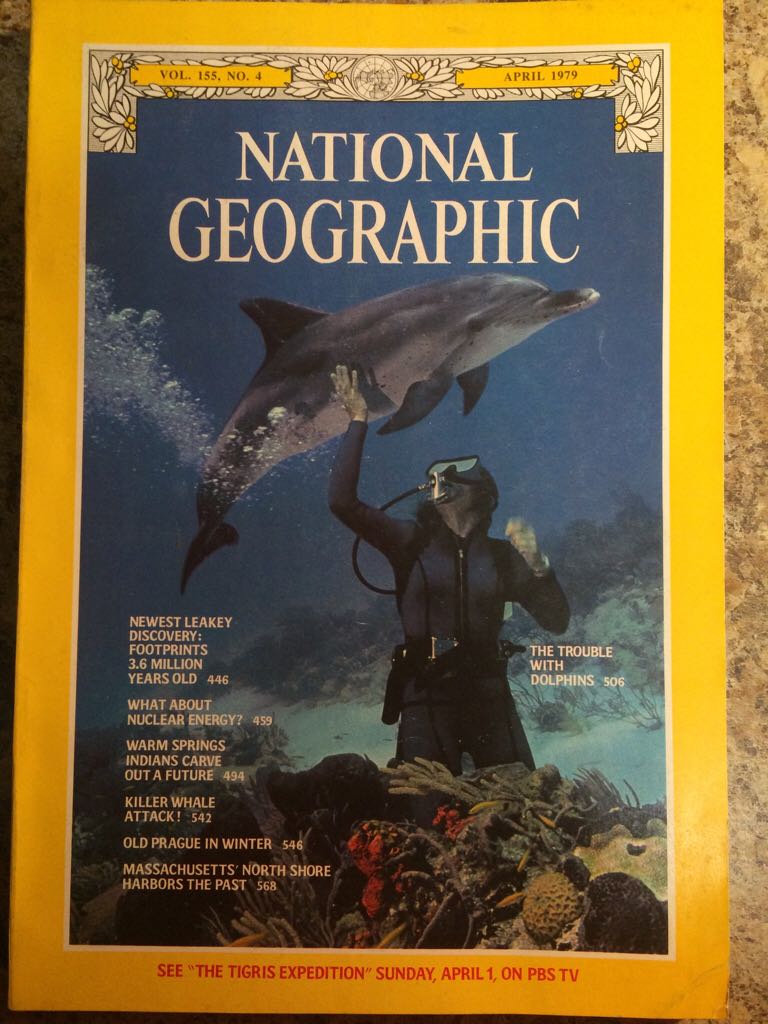 VOL. 155, NO. 4
APRIL 1979
NATIONAL
GEOGRAPHIC
NEWEST LEAKEY
DISCOVERY:
FOOTPRINTS
3.6 MILLION
YEARS OLD 446
WHAT ABOUT
NUCLEAR ENERGY? 459
WARM SPRINGS
INDIANS CARVE
OUT A FUTURE 494
KILLER WHALE
ATTACK! 542
OLD PRAGUE IN WINTER 546
MASSACHUSETTS' NORTH SHORE
HARBORS THE PAST 568
THE TROUBLE
WITH
DOLPHINS 506
SEE "THE TIGRIS EXPEDITION" SUNDAY, APRIL 1, ON PBS TV